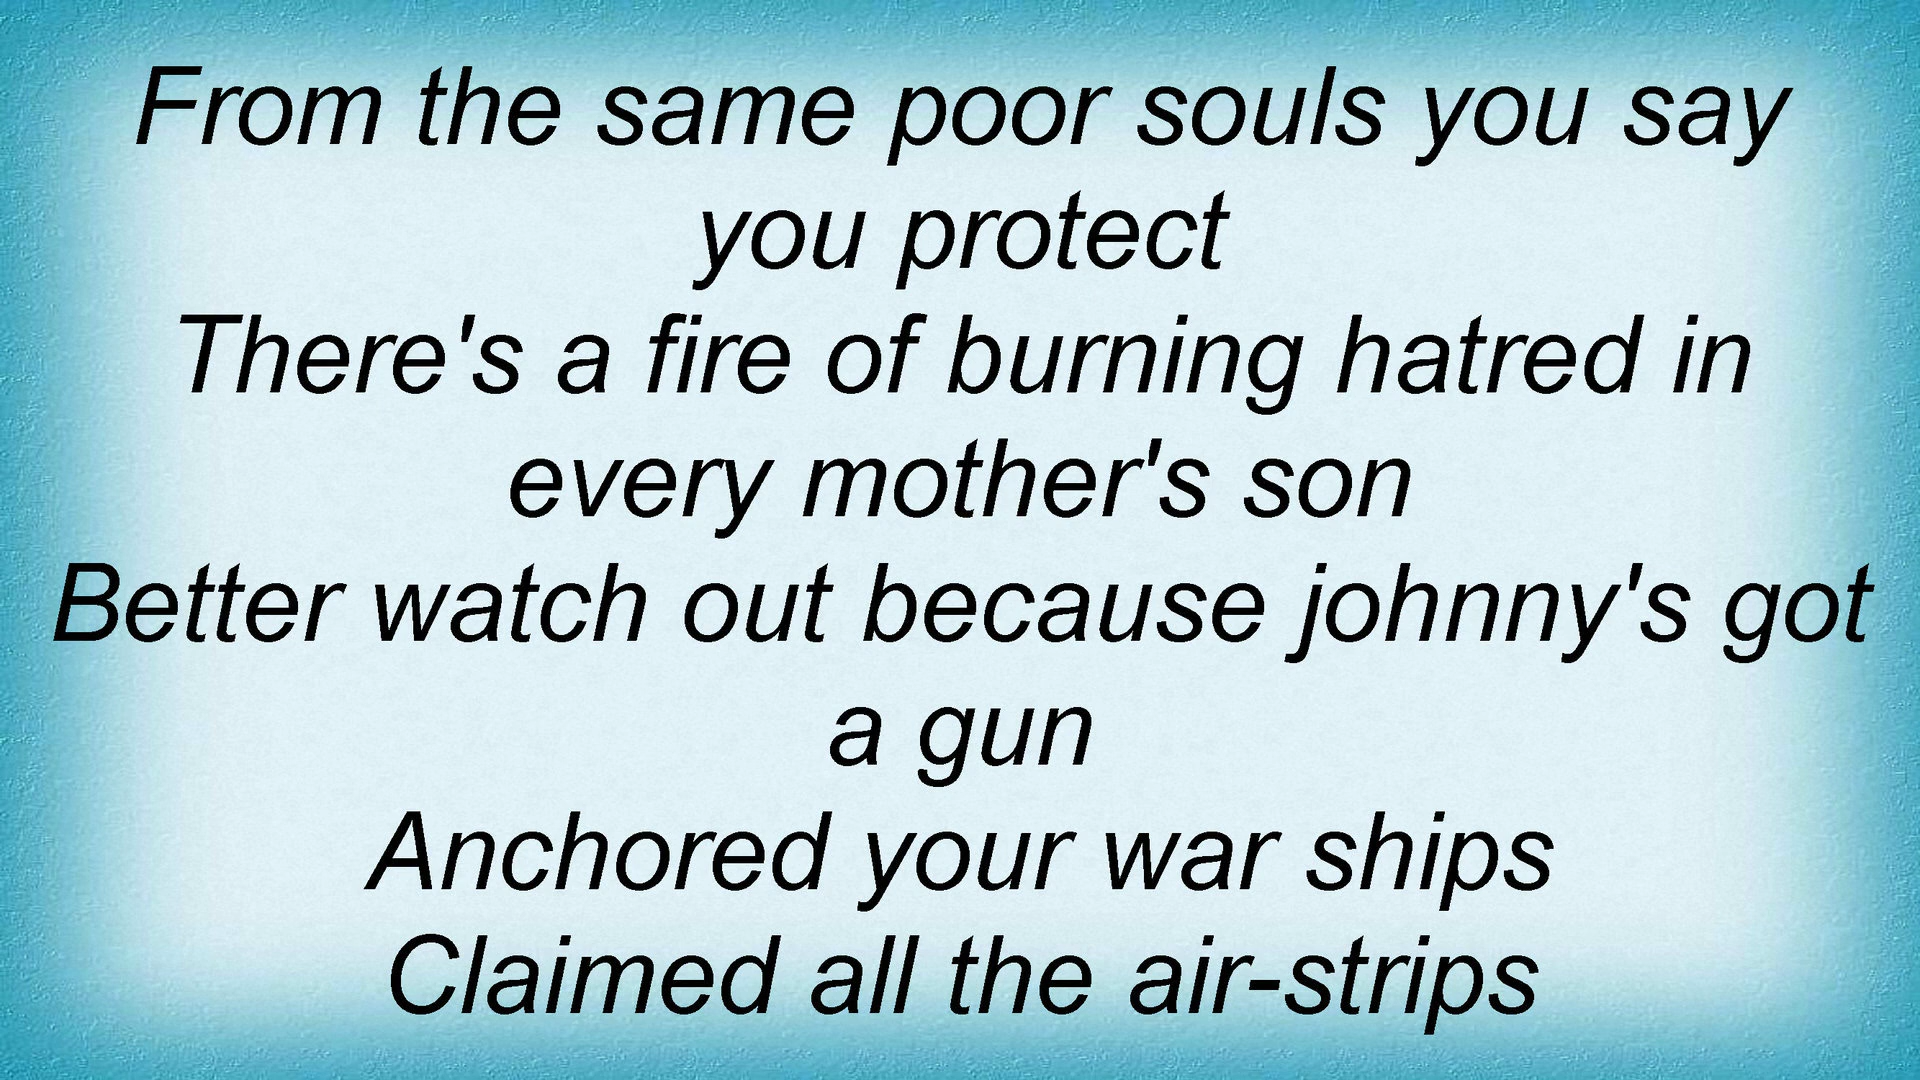 From the same poor souls you say
you protect
There's a fire of burning hatred in
every mother's son
Better watch out because johnny's got
a gun
Anchored your war ships
Claimed all the air-strips